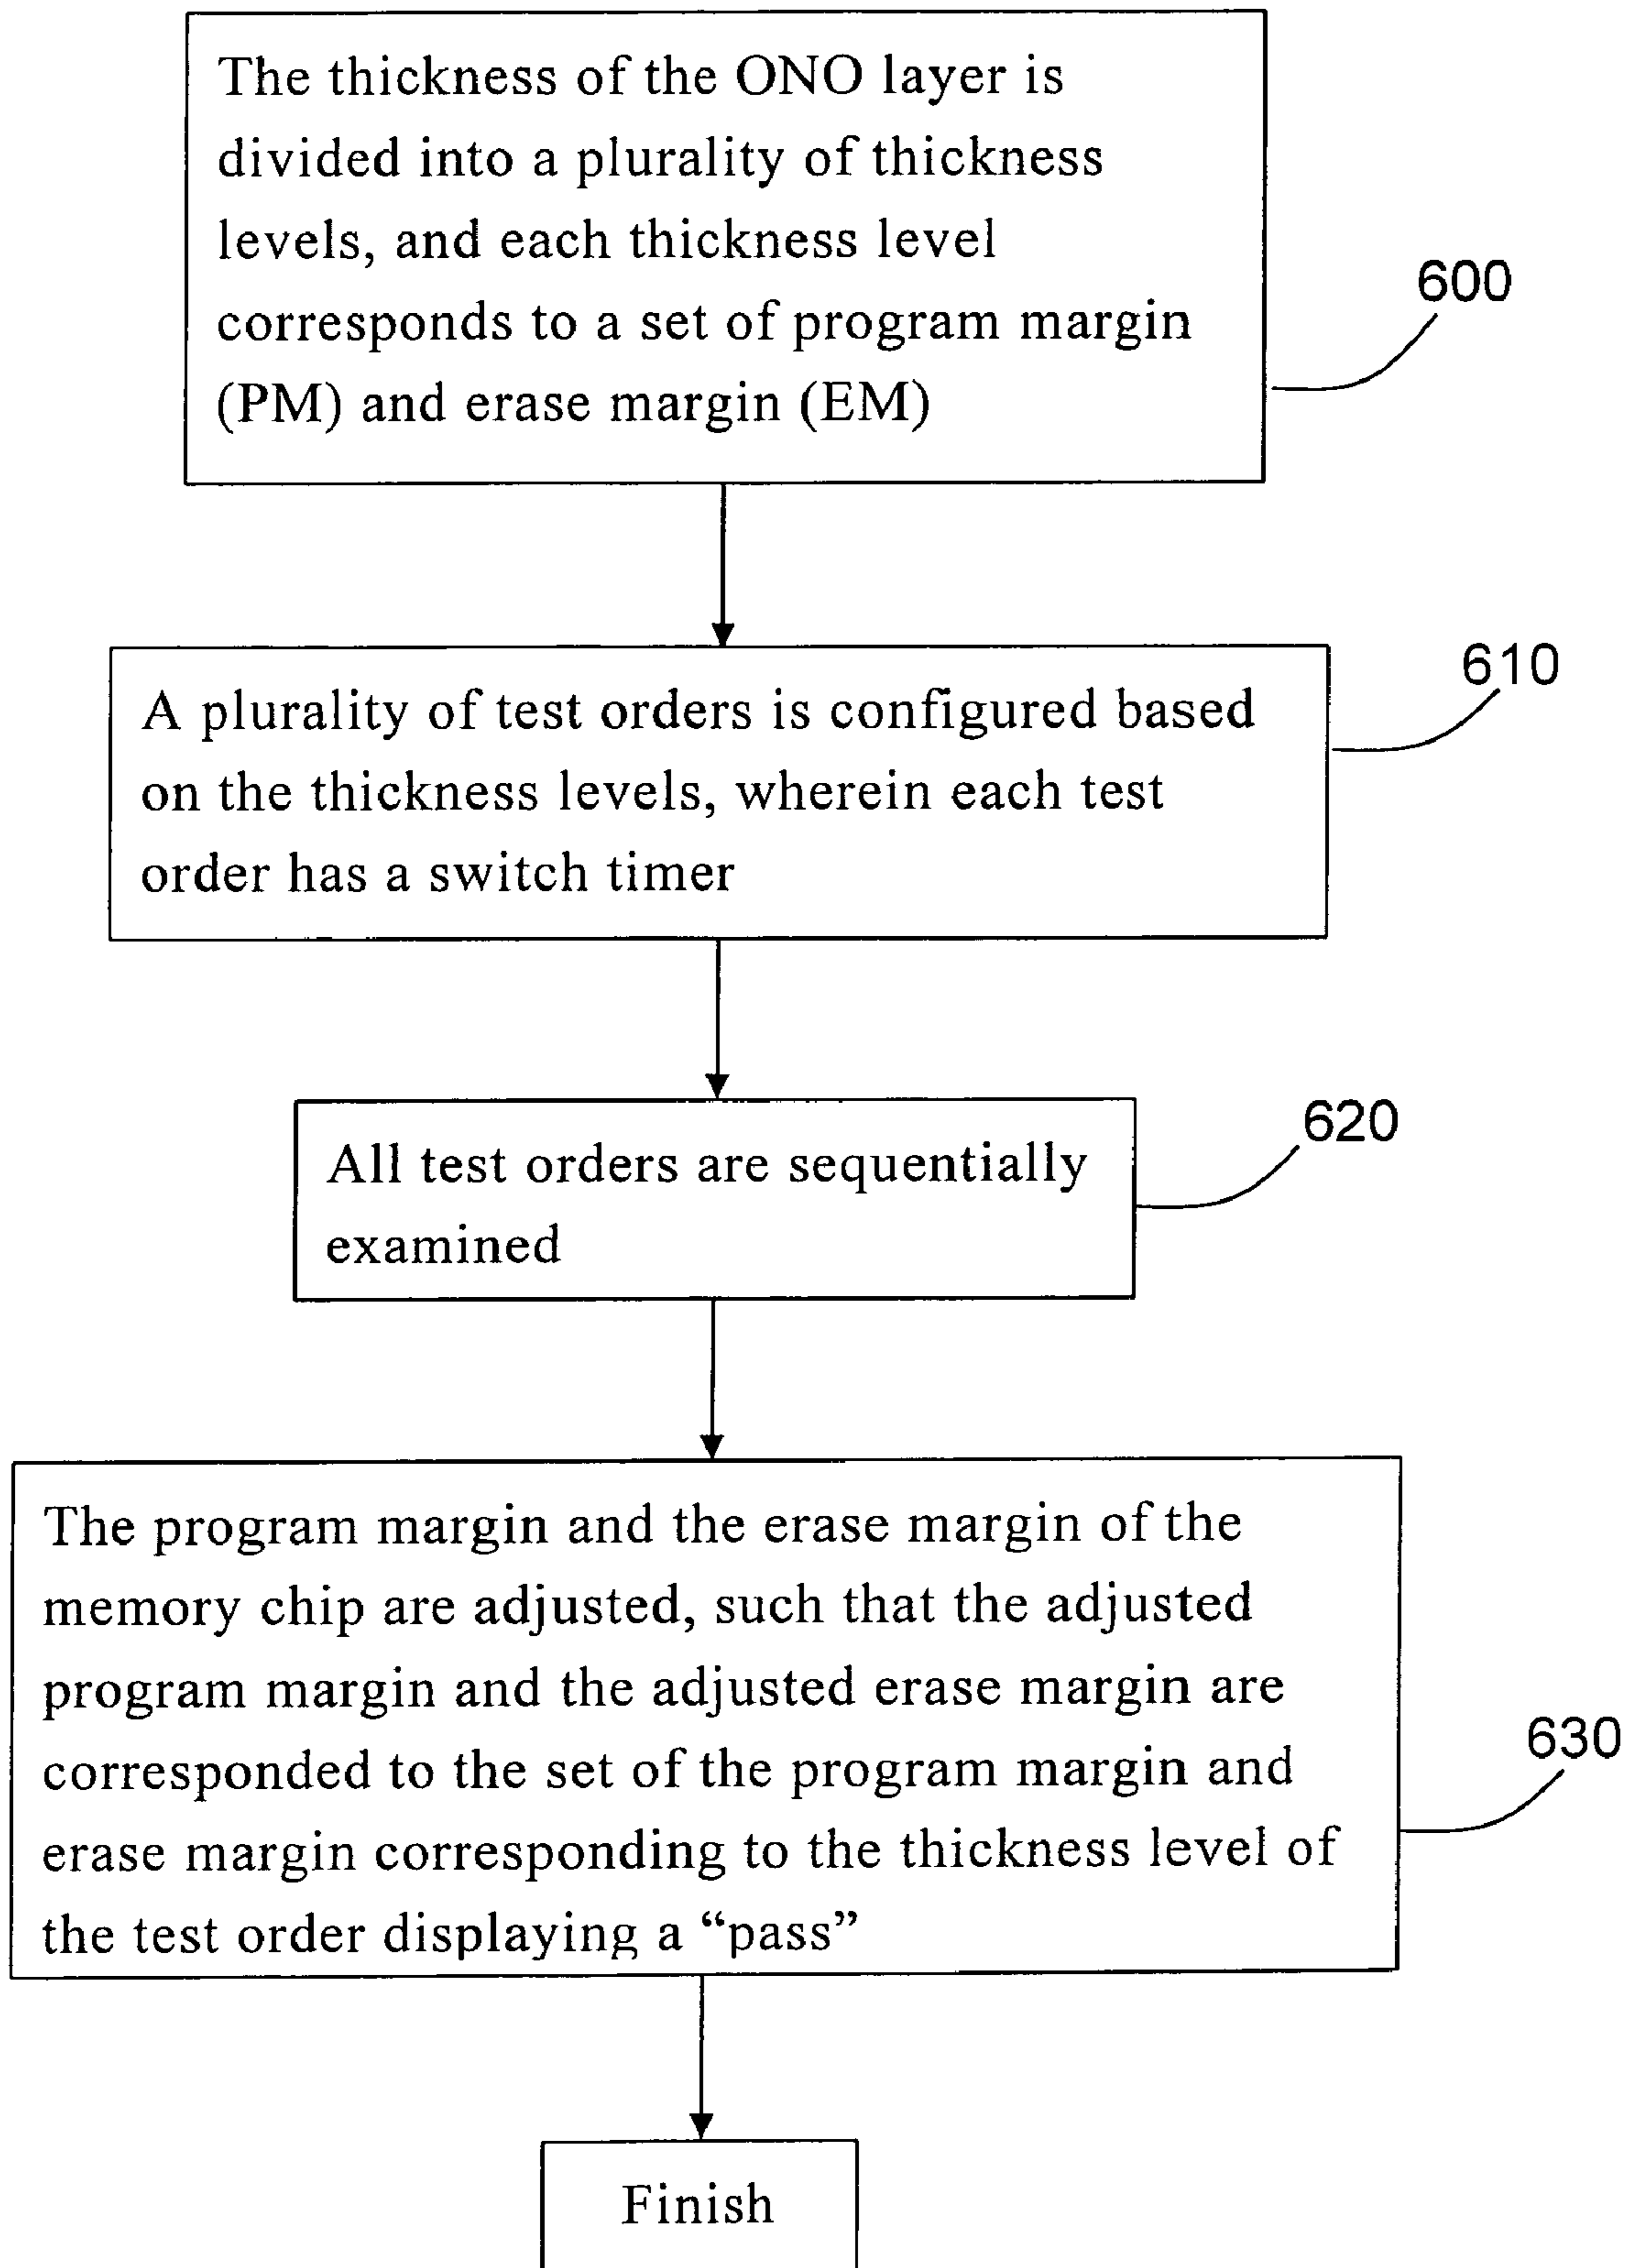 The thickness of the ONO layer is
divided into a plurality of thickness
levels, and each thickness level
corresponds to a set of program margin
(PM) and erase margin (EM)
600
A plurality of test orders is configured based
on the thickness levels, wherein each test
order has a switch timer
610
All test orders are sequentially
examined
620
The program margin and the erase margin of the
memory chip are adjusted, such that the adjusted
program margin and the adjusted erase margin are
corresponded to the set of the program margin and
erase margin corresponding to the thickness level of
the test order displaying a “pass”
630
Finish